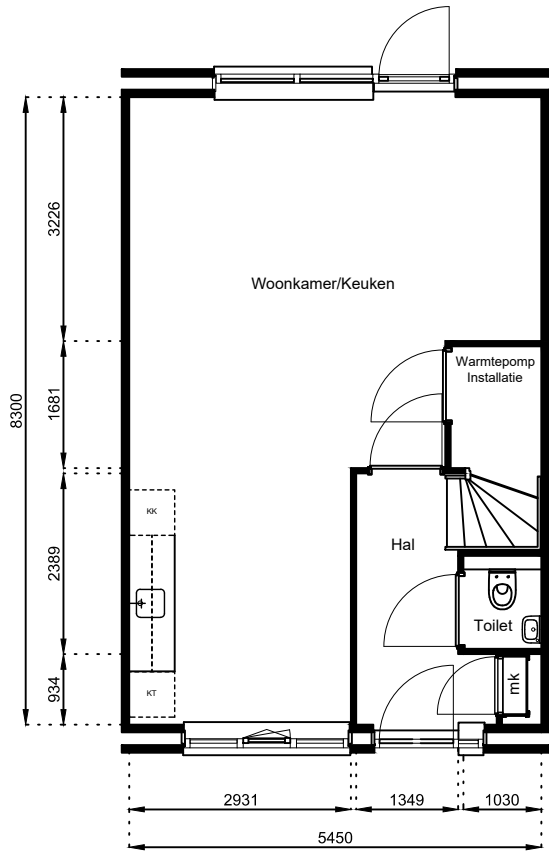 3226
Woonkamer/Keuken
Warmtepomp
Installatie
1681
8300
KK
Hal
2389
Toilet
mk
934
KT
2931
1349
1030
5450